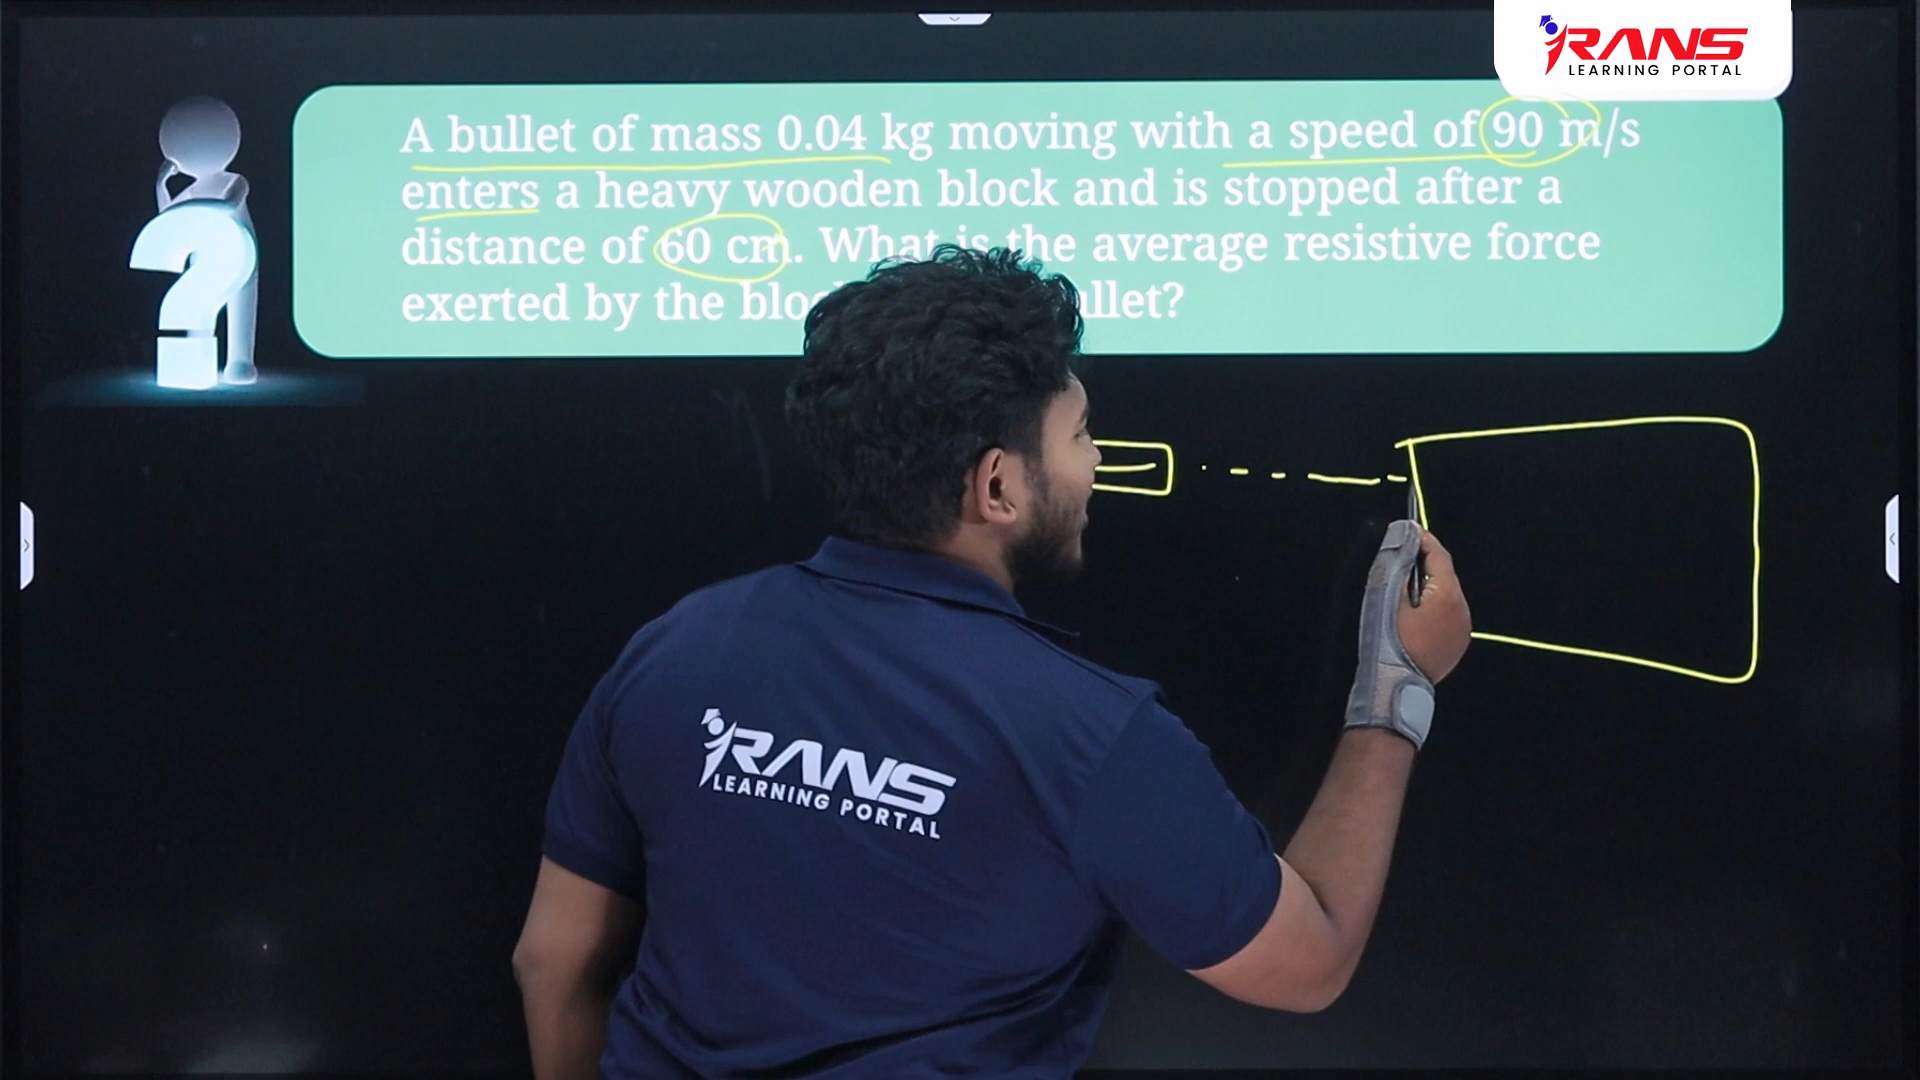 RANS
LEARNING PORTAL
A bullet of mass 0.04 kg moving with a speed of 90 m/s
enters a heavy wooden block and is stopped after a
distance of 60 cm. What is the average resistive force
exerted by the
?
RANS
LEARNING PORTAL